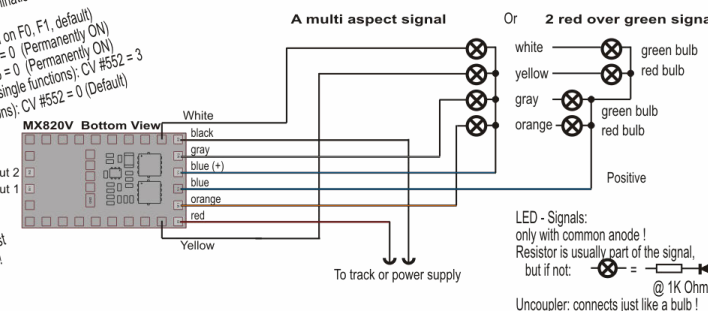 on F0, F1, default)
= 0 (Permanently ON)
= 0 (Permanently ON)
single functions): CV #552 = 3
ns): CV #552 = 0 (Default)
A multi aspect signal
Or
2 red over green signa
white
green bulb
yellow
red bulb
gray
green bulb
orange
red bulb
Positive
MX820V Bottom View
White
black
gray
blue (+)
blue
orange
red
Yellow
ut 2
ut 1
st
To track or power supply
LED - Signals:
only with common anode !
Resistor is usually part of the signal,
but if not:
=
@ 1K Ohm
Uncoupler: connects just like a bulb !